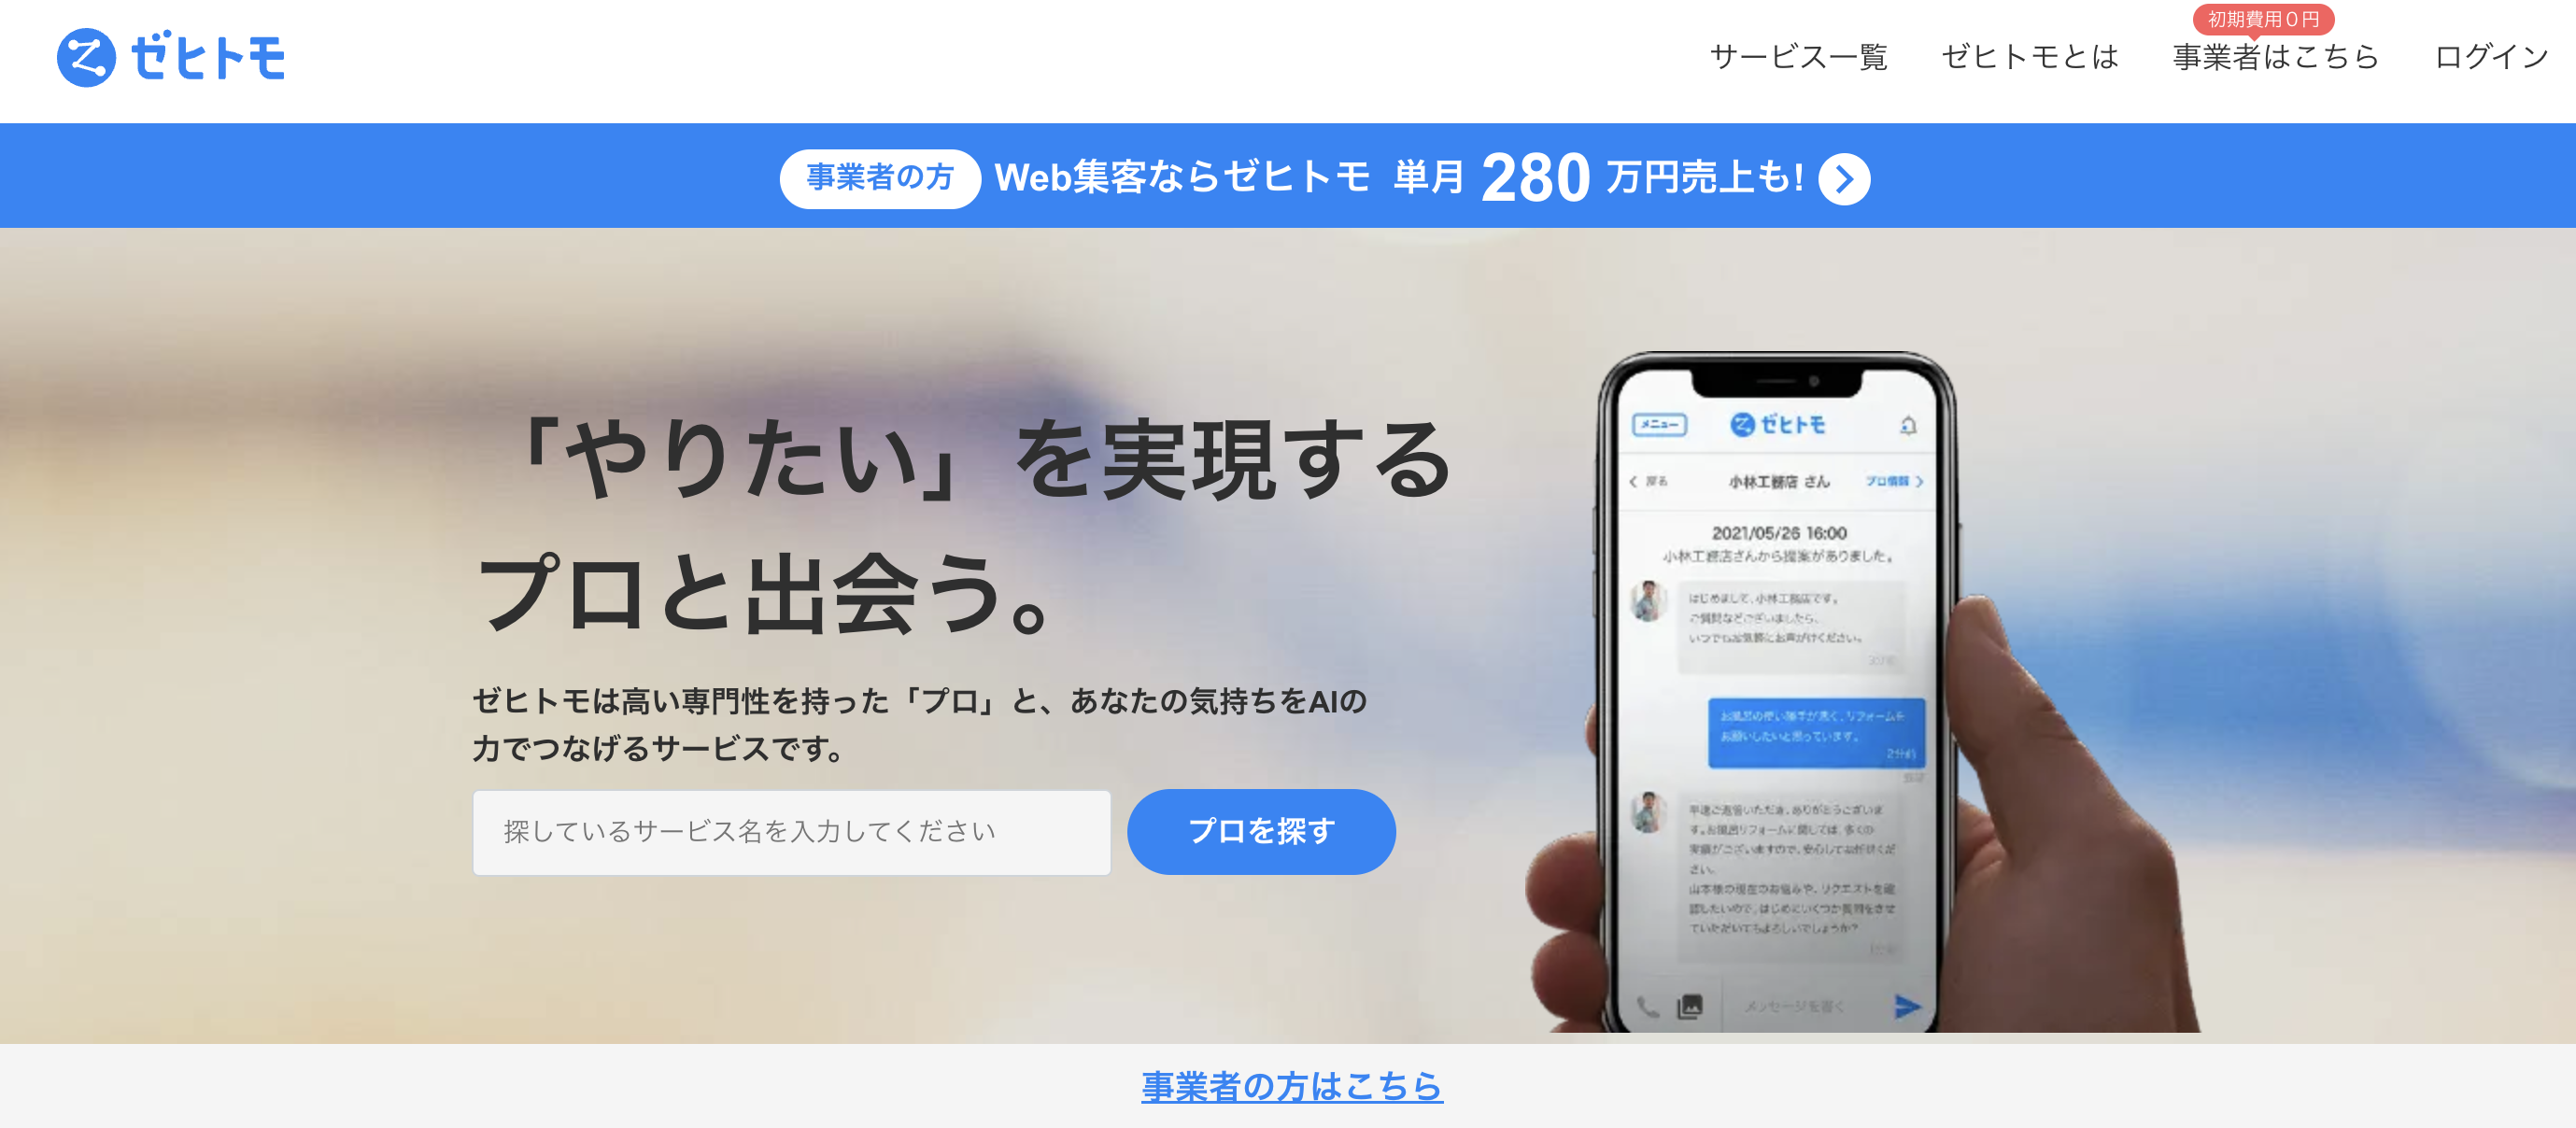 ゼヒトモ
サービス一覧
ゼヒトモとは
初期費用0円
事業者はこちら
ログイン
事業者の方 Web集客ならゼヒトモ 単月 280 万円売上も!
「やりたい」を実現する
プロと出会う。
ゼヒトモは高い専門性を持った「プロ」と、あなたの気持ちをAIの
力でつなげるサービスです。
探しているサービス名を入力してください
プロを探す
メニュー
ゼヒトモ
戻る
小林工務店 さん
プロ情報
2021/05/26 16:00
小林工務店さんから提案がありました。
はじめまして、小林工務店です。
ご質問などございましたら、
いつでもお気軽にお声がけください。
お風呂の使い勝手が悪く、リフォームを
お願いしたいと思っています。
早速ご返信いただき、ありがとうございま
す。お風呂リフォームに関しては、多くの
実績がございますので、安心してお任せくだ
さい。
山本様の現在のお悩みや、リクエストを確
認したいので、はじめにいくつか質問をさせ
ていただいてもよろしいでしょうか?
メッセージを書く
事業者の方はこちら